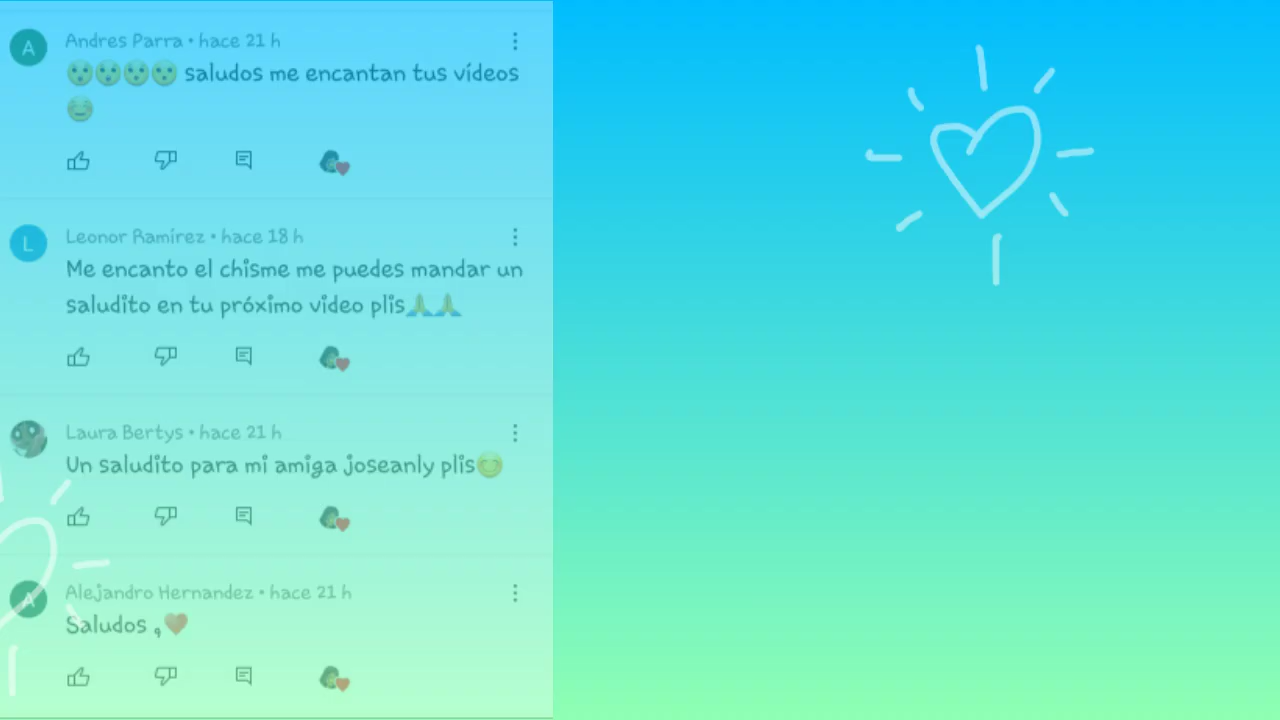 A
Andres Parra • hace 21 h
😯😯😯😯 saludos me encantan tus vídeos
😂
L
Leonor Ramírez • hace 18 h
Me encanto el chisme me puedes mandar un
saludito en tu próximo video plis🙏🙏
Laura Bertys • hace 21 h
Un saludito para mi amiga joseanly plis😊
A
Alejandro Hernandez • hace 21 h
Saludos ,❤